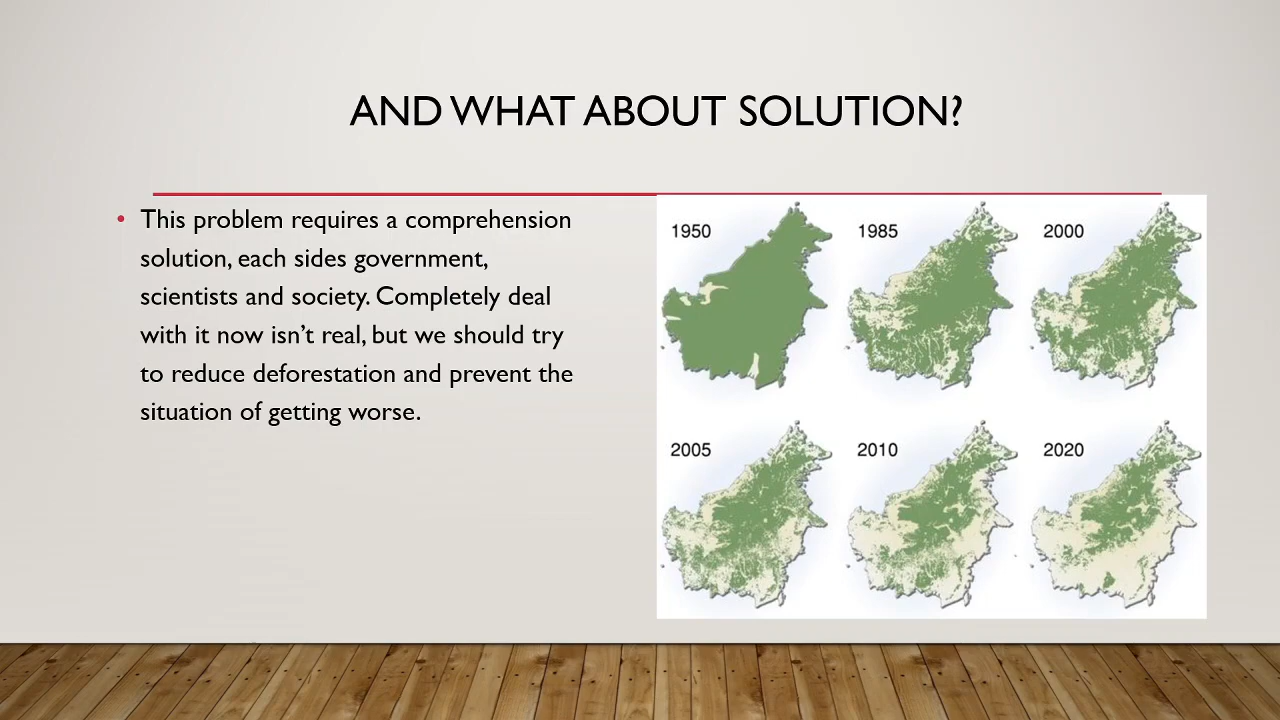 AND WHAT ABOUT SOLUTION?
• This problem requires a comprehension
solution, each sides government,
scientists and society. Completely deal
with it now isn't real, but we should try
to reduce deforestation and prevent the
situation of getting worse.
1950
1985
2000
2005
2010
2020